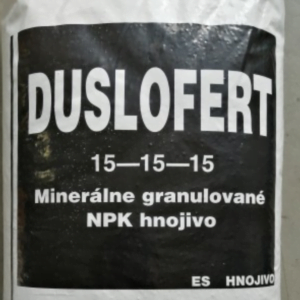 DUSLOFERT
15—15—15
Minerálne granulované
NPK hnojivo
ES HNOJIVO